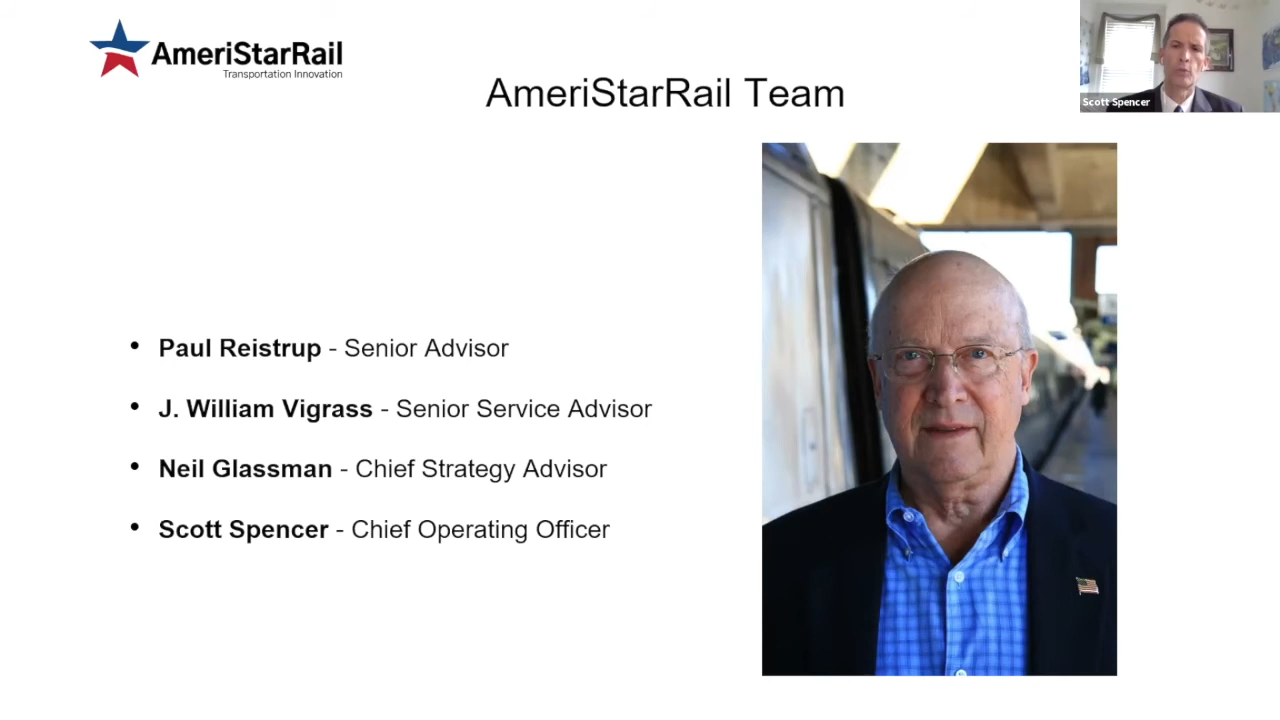 AmeriStarRail
Transportation Innovation
AmeriStarRail Team
Scott Spencer
• Paul Reistrup - Senior Advisor
• J. William Vigrass - Senior Service Advisor
• Neil Glassman - Chief Strategy Advisor
• Scott Spencer - Chief Operating Officer